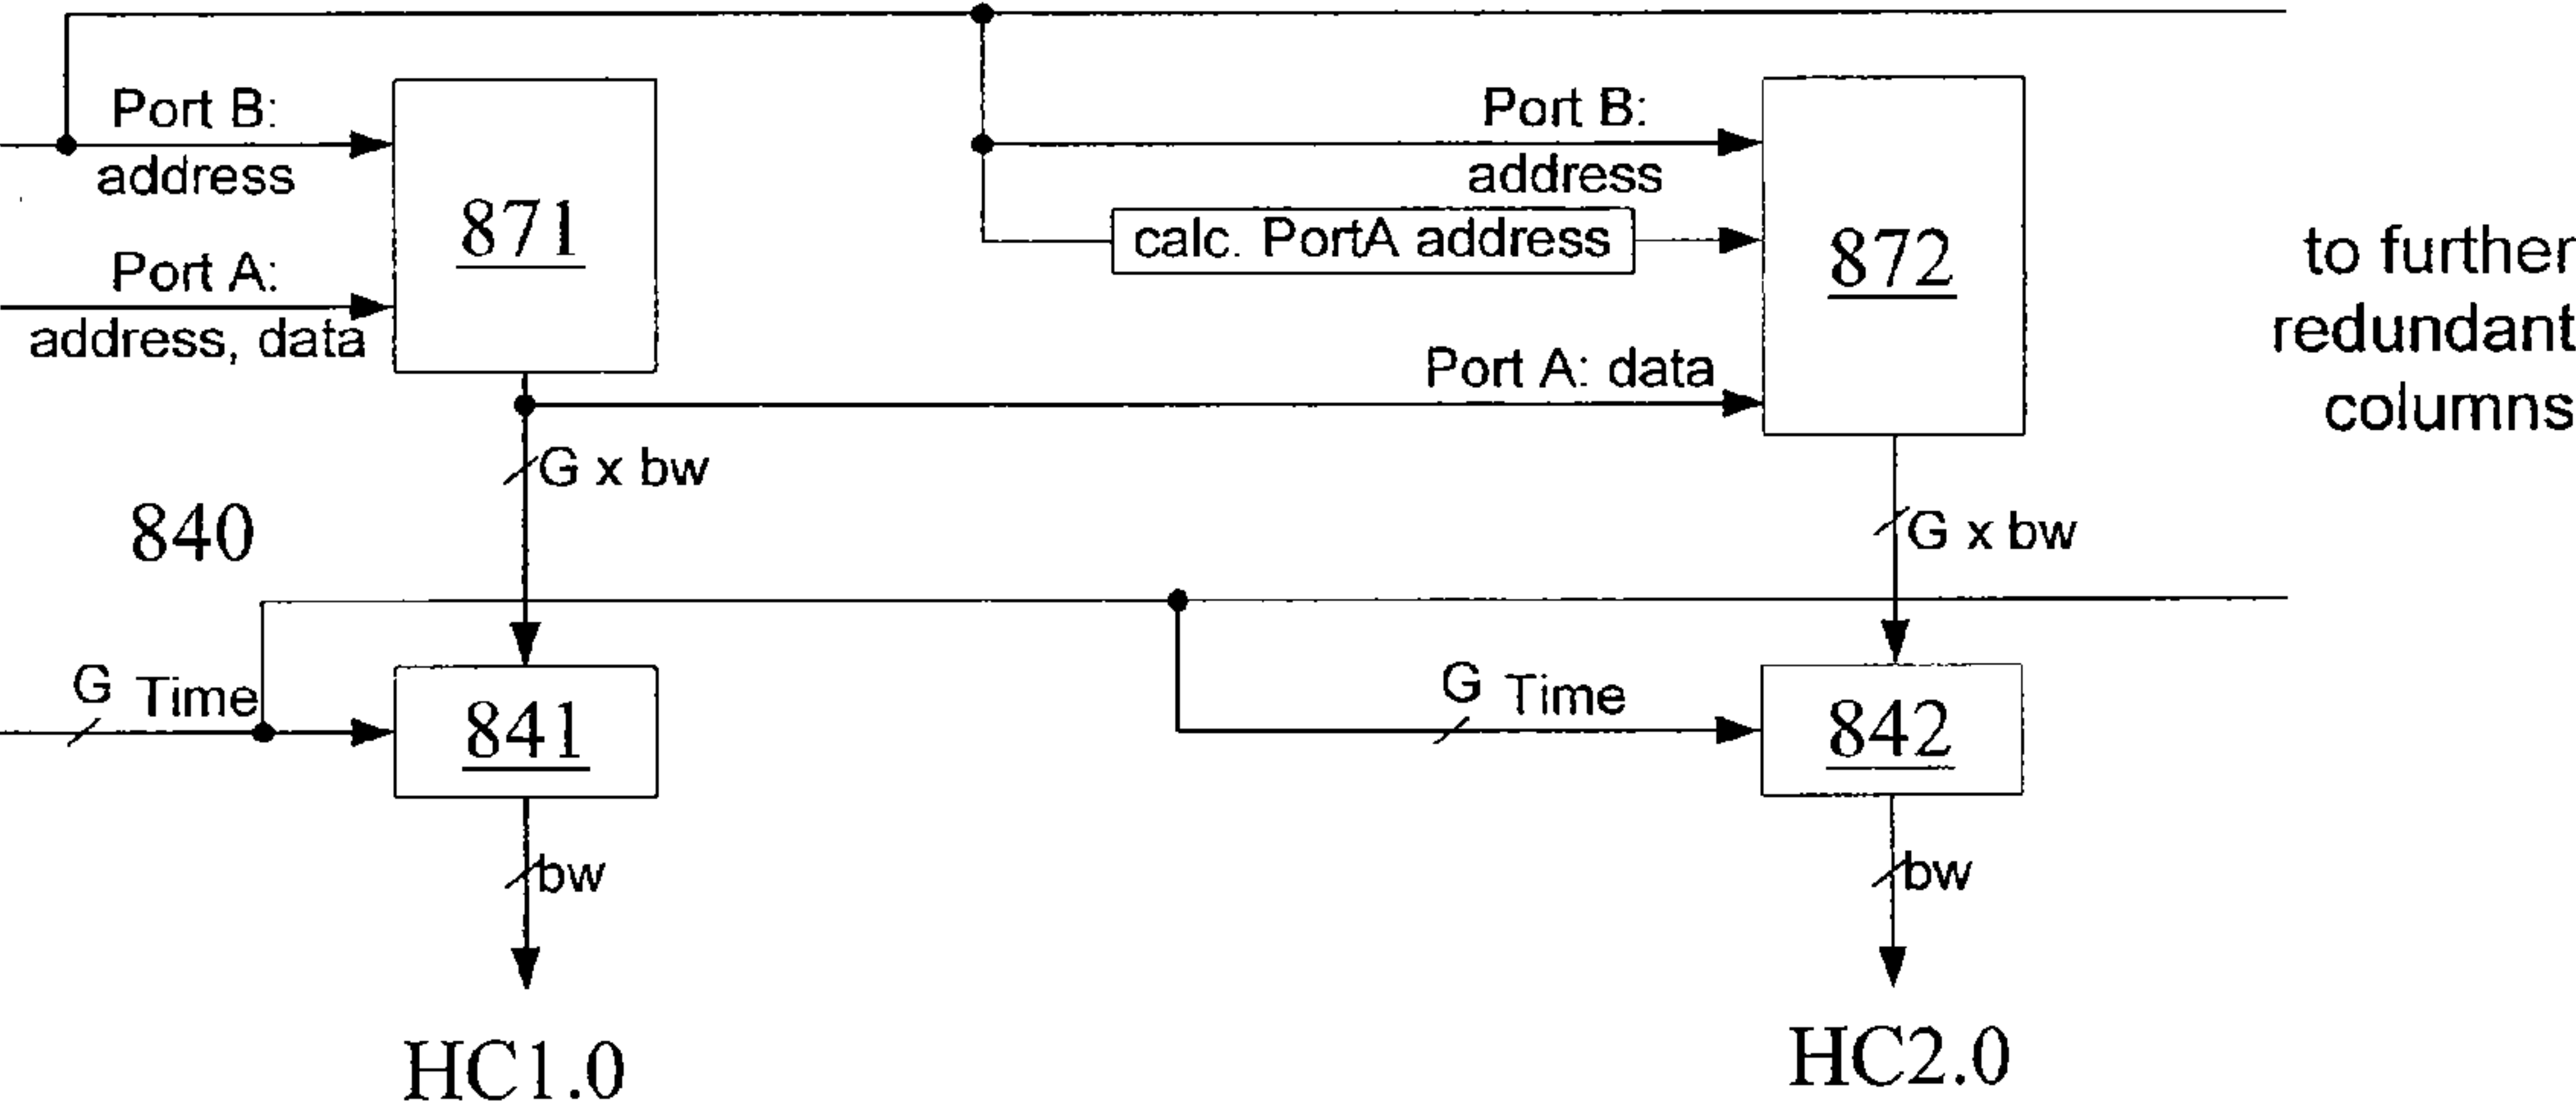 Port B:
address
871
Port A:
address, data
Port B:
address
calc. PortA address
872
Port A: data
to further
redundant
columns
G x bw
G x bw
840
G Time
841
G Time
842
bw
bw
HC1.0
HC2.0